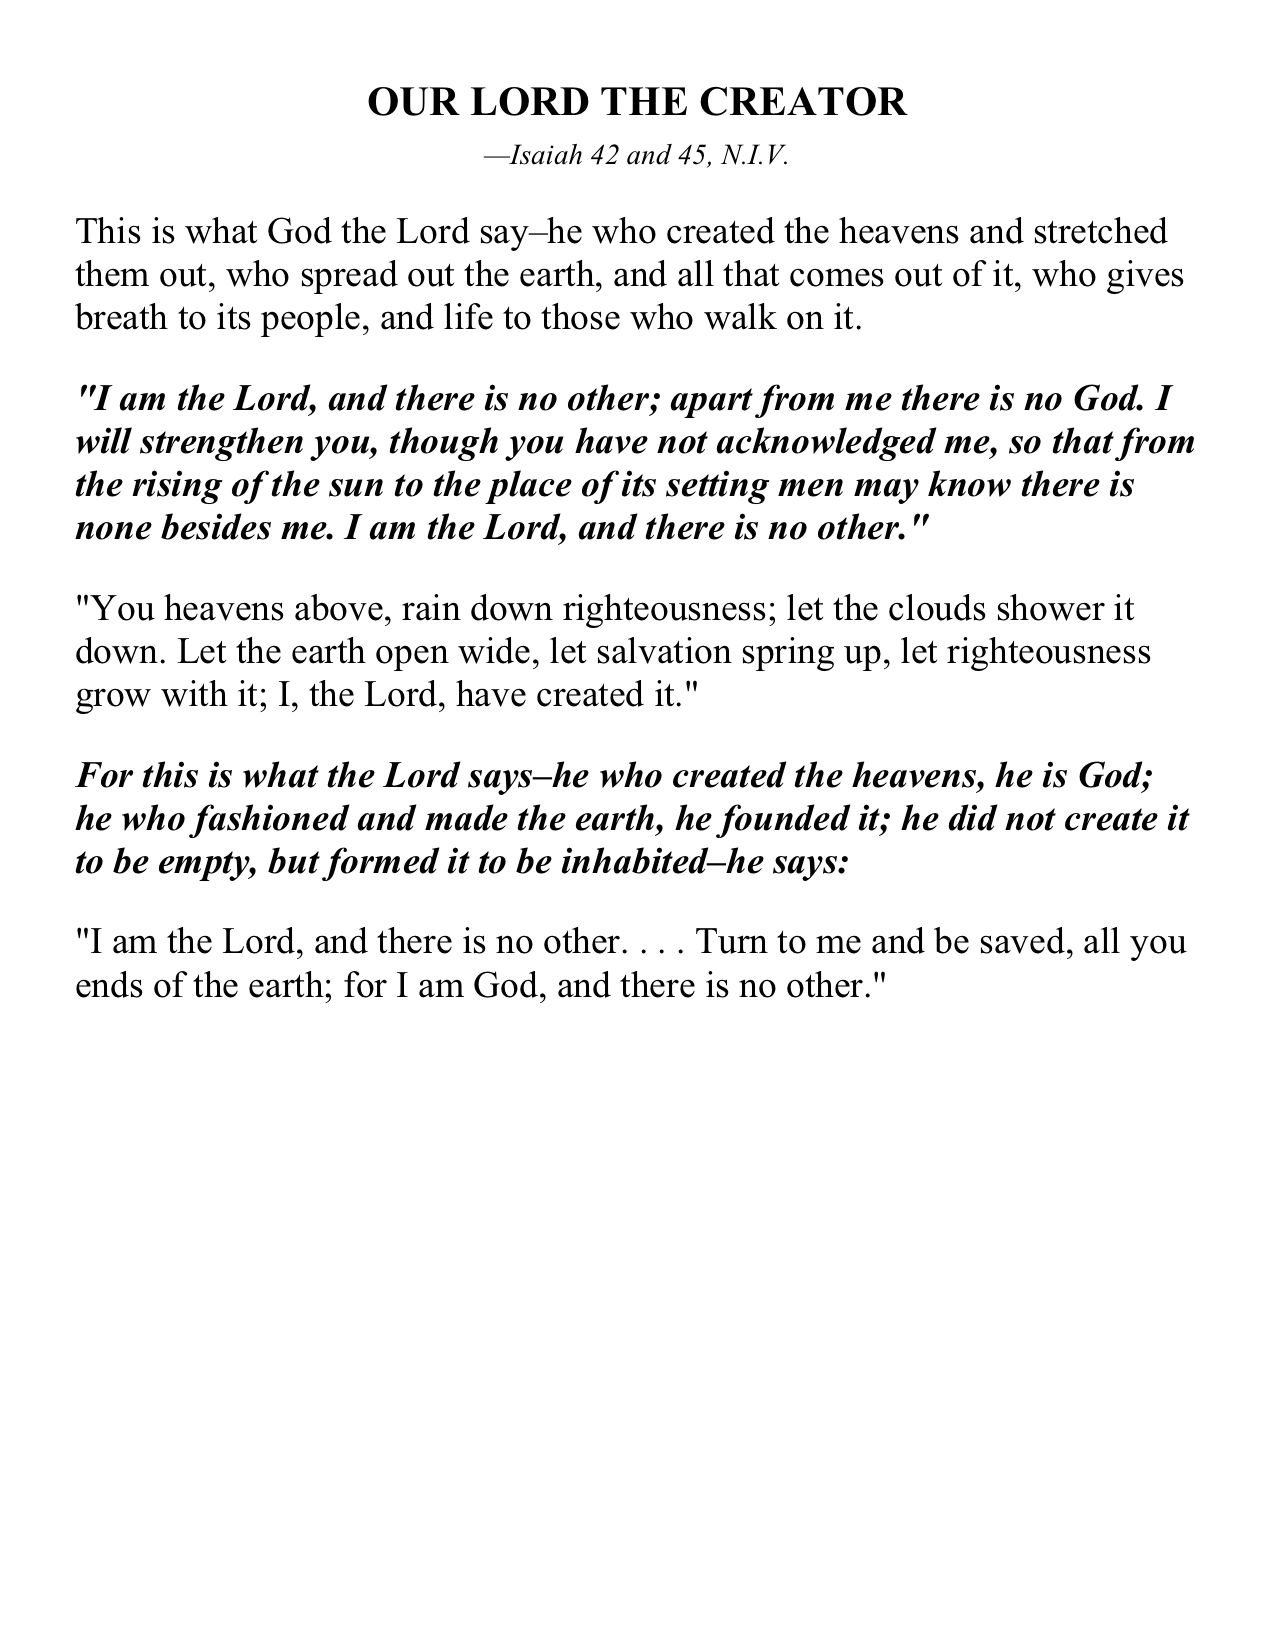 OUR LORD THE CREATOR
—Isaiah 42 and 45, N.I.V.
This is what God the Lord say–he who created the heavens and stretched
them out, who spread out the earth, and all that comes out of it, who gives
breath to its people, and life to those who walk on it.
"I am the Lord, and there is no other; apart from me there is no God. I
will strengthen you, though you have not acknowledged me, so that from
the rising of the sun to the place of its setting men may know there is
none besides me. I am the Lord, and there is no other."
"You heavens above, rain down righteousness; let the clouds shower it
down. Let the earth open wide, let salvation spring up, let righteousness
grow with it; I, the Lord, have created it."
For this is what the Lord says–he who created the heavens, he is God;
he who fashioned and made the earth, he founded it; he did not create it
to be empty, but formed it to be inhabited–he says:
"I am the Lord, and there is no other. . . . Turn to me and be saved, all you
ends of the earth; for I am God, and there is no other."